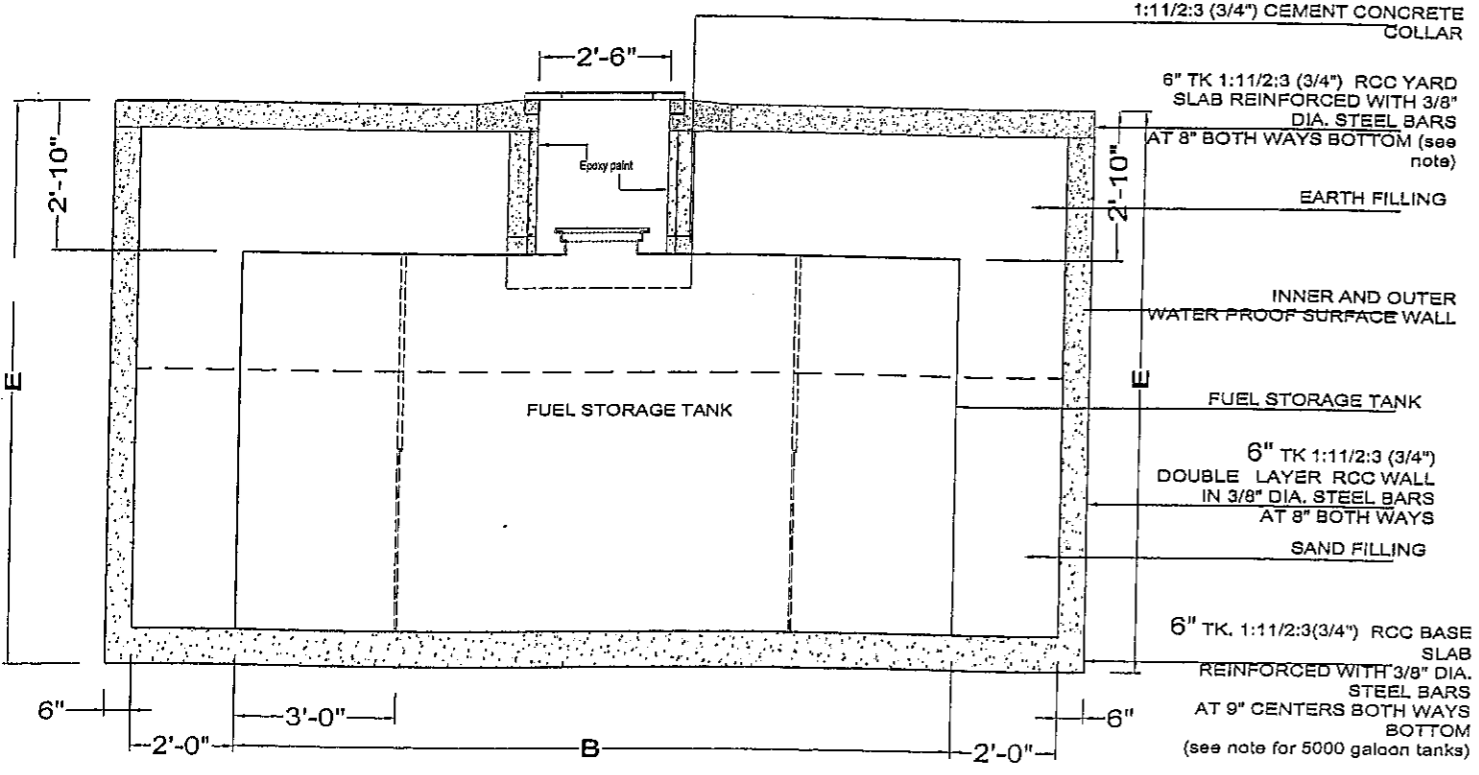 1:11/2:3 (3/4") CEMENT CONCRETE
COLLAR
2'-6"
6" TK 1:11/2:3 (3/4") RCC YARD
SLAB REINFORCED WITH 3/8"
DIA. STEEL BARS
AT 8" BOTH WAYS BOTTOM (see
note)
2'-10"
Epoxy paint
2'-10"
EARTH FILLING
INNER AND OUTER
WATER PROOF SURFACE WALL
E
E
FUEL STORAGE TANK
FUEL STORAGE TANK
6" TK 1:11/2:3 (3/4")
DOUBLE LAYER RCC WALL
IN 3/8" DIA. STEEL BARS
AT 8" BOTH WAYS
SAND FILLING
6" TK. 1:11/2:3(3/4") RCC BASE
SLAB
REINFORCED WITH 3/8" DIA.
STEEL BARS
AT 9" CENTERS BOTH WAYS
BOTTOM
(see note for 5000 galoon tanks)
6"
3'-0"
6"
2'-0"
B
2'-0"